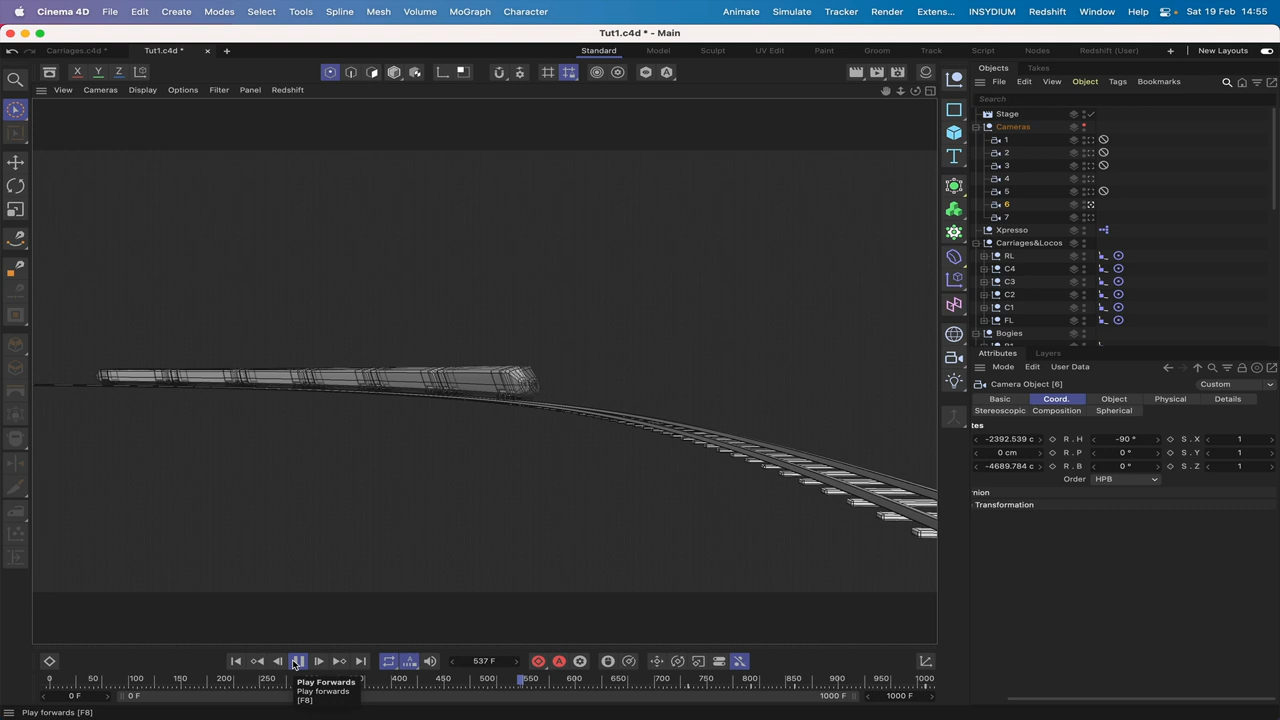 Cinema 4D File Edit Create Modes Select Tools Spline Mesh Volume MoGraph Character Animate Simulate Tracker Render Extens... INSYDIUM Redshift Window Help Sat 19 Feb 14:55
Tut1.c4d * - Main
Carriages.c4d * Tut1.c4d * Standard Model Sculpt UV Edit Paint Groom Track Script Nodes Redshift (User) New Layouts
X Y Z
Objects Takes
View Cameras Display Options Filter Panel Redshift
File Edit View Object Tags Bookmarks
Search
Stage
Cameras
1
2
3
4
5
6
7
Xpresso
Carriages&Locos
RL
C4
C3
C2
C1
FL
Bogies
Attributes Layers
Mode Edit User Data
Camera Object [6] Custom
Basic Coord. Object Physical Details
Stereoscopic Composition Spherical
tes
-2392.539 c R . H -90 ° S . X 1
0 cm R . P 0 ° S . Y 1
-4689.784 c R . B 0 ° S . Z 1
Order HPB
nion
Transformation
537 F
0 50 100 150 200 250 300 400 450 500 550 600 650 700 750 800 850 900 950 1000
Play Forwards
Play forwards
[F8]
0 F 0 F 1000 F 1000 F
Play forwards [F8]